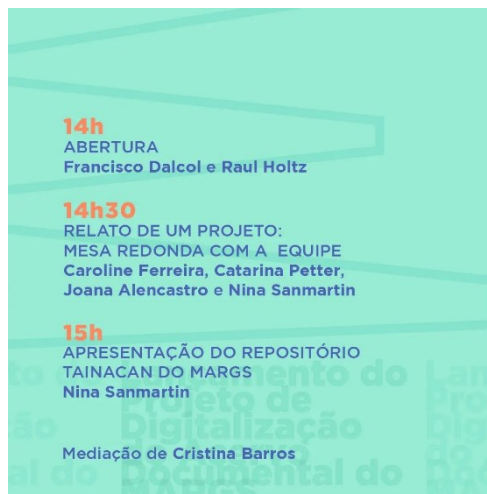 14h
ABERTURA
Francisco Dalcol e Raul Holtz
14h30
RELATO DE UM PROJETO:
MESA REDONDA COM A EQUIPE
Caroline Ferreira, Catarina Petter,
Joana Alencastro e Nina Sanmartin
15h
APRESENTAÇÃO DO REPOSITÓRIO
TAINACAN DO MARGS
Nina Sanmartin
Mediação de Cristina Barros